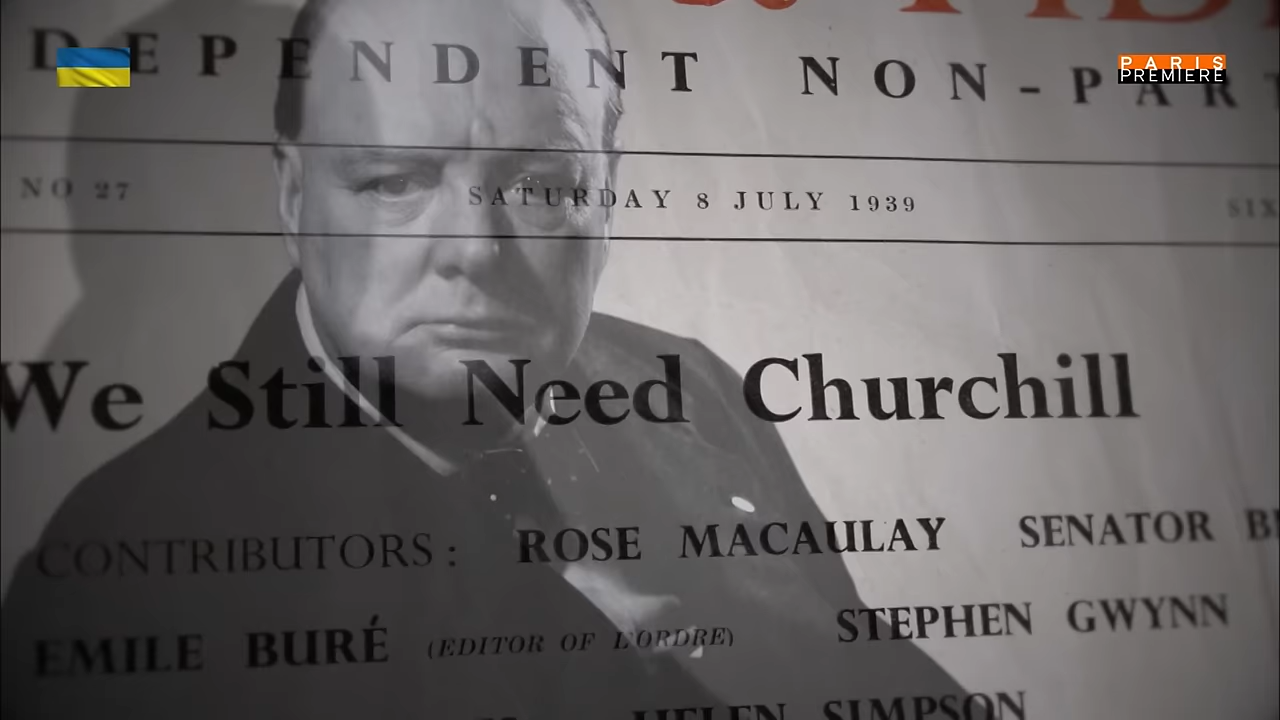 DEPENDENT NON-PAR
PARIS
PREMIERE
NO 27 SATURDAY 8 JULY 1939 SIX
We Still Need Churchill
CONTRIBUTORS: ROSE MACAULAY SENATOR
EMILE BURÉ (EDITOR OF L'ORDRE) STEPHEN GWYNN
HELEN SIMPSON